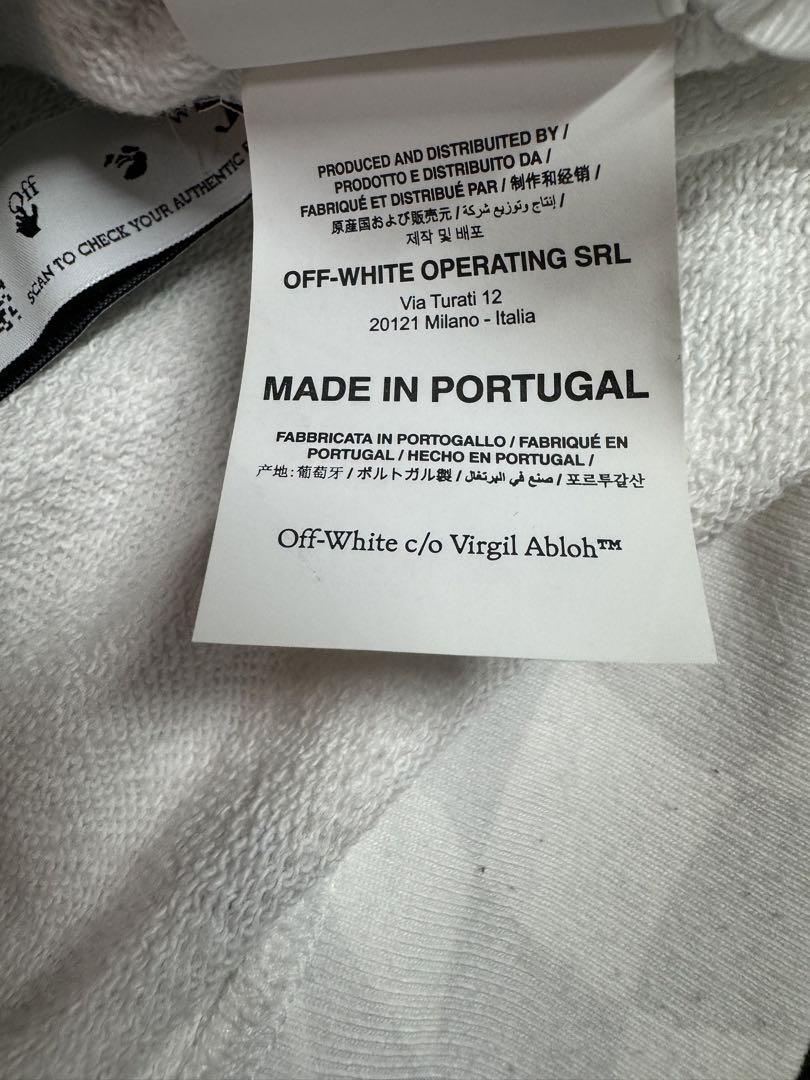 PRODUCED AND DISTRIBUITED BY /
PRODOTTO E DISTRIBUITO DA /
FABRIQUÉ ET DISTRIBUÉ PAR / 制作和经销 /
原産国および販売元 / إنتاج وتوزيع شركة /
제작 및 배포
OFF-WHITE OPERATING SRL
Via Turati 12
20121 Milano - Italia
MADE IN PORTUGAL
FABBRICATA IN PORTOGALLO / FABRIQUÉ EN
PORTUGAL / HECHO EN PORTUGAL /
产地: 葡萄牙 / ポルトガル製 / صنع في البرتغال / 포르투갈산
Off-White c/o Virgil Abloh™
Off
SCAN TO CHECK YOUR AUTHENTIC